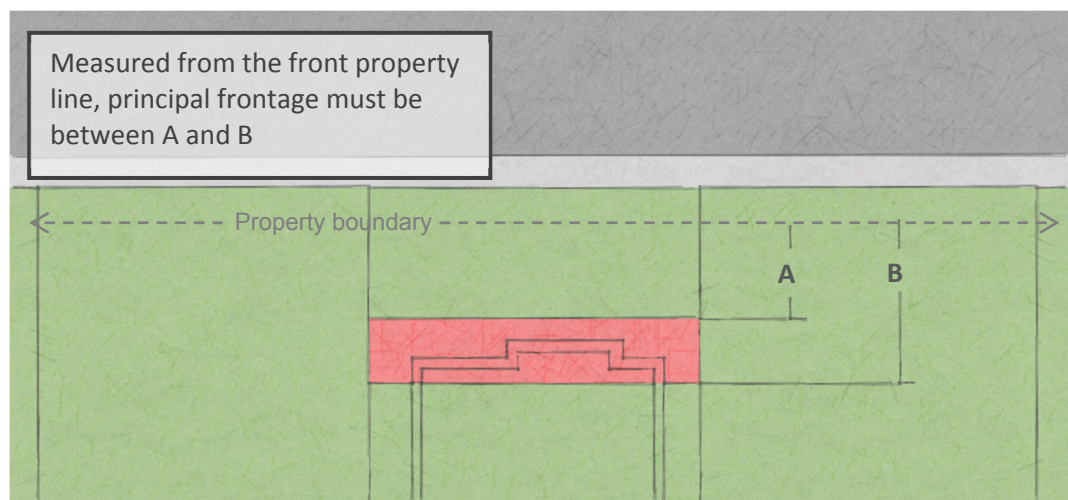 Measured from the front property
line, principal frontage must be
between A and B
Property boundary
A
B